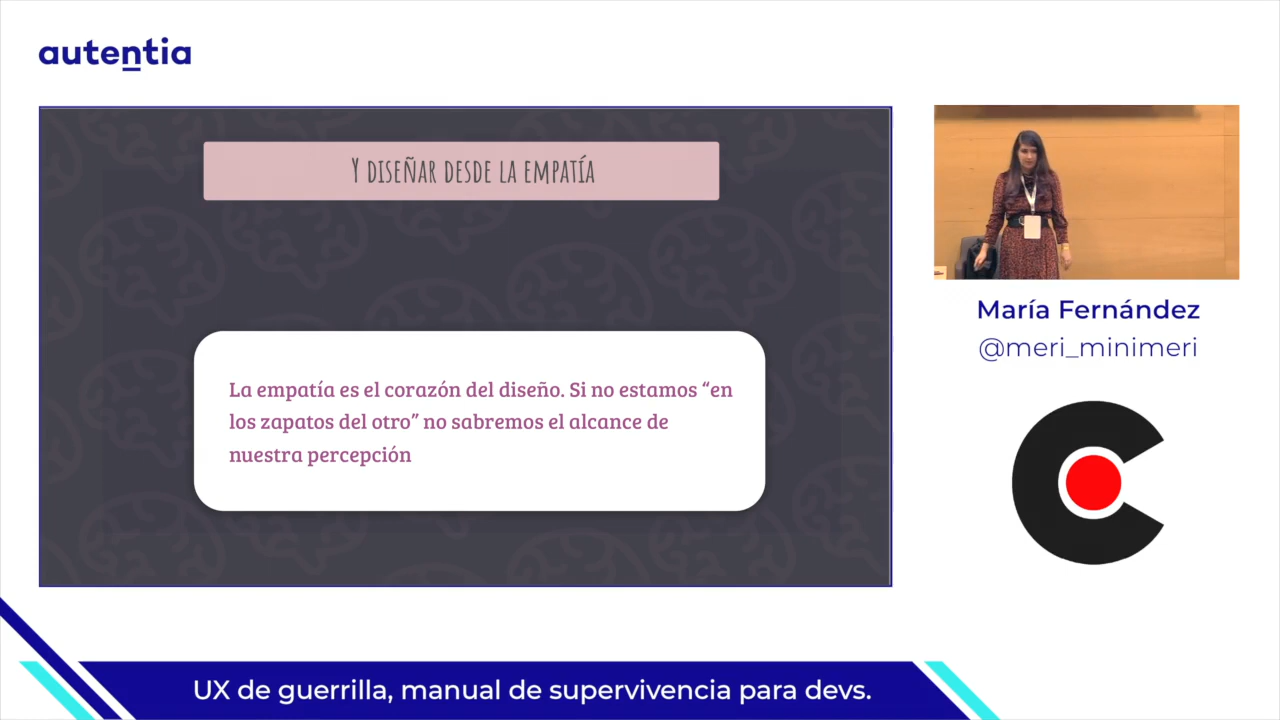 autentia
Y DISEÑAR DESDE LA EMPATÍA
La empatía es el corazón del diseño. Si no estamos “en
los zapatos del otro” no sabremos el alcance de
nuestra percepción
María Fernández
@meri_minimeri
UX de guerrilla, manual de supervivencia para devs.